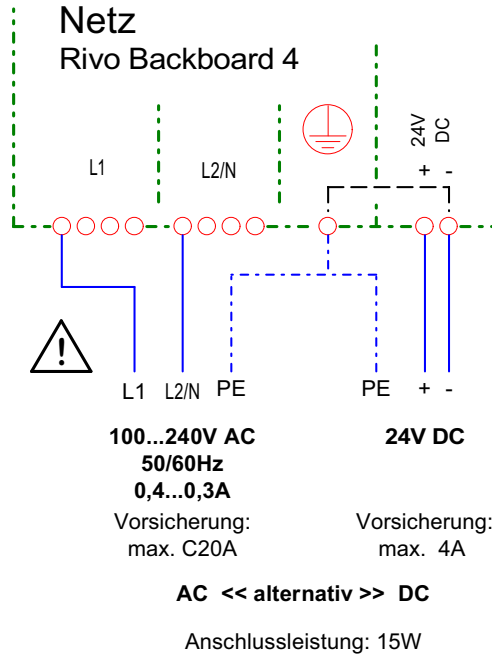 Netz
Rivo Backboard 4
24V
DC
L1 L2/N + -
L1 L2/N PE PE + -
100...240V AC 24V DC
50/60Hz
0,4...0,3A
Vorsicherung: Vorsicherung:
max. C20A max. 4A
AC << alternativ >> DC
Anschlussleistung: 15W